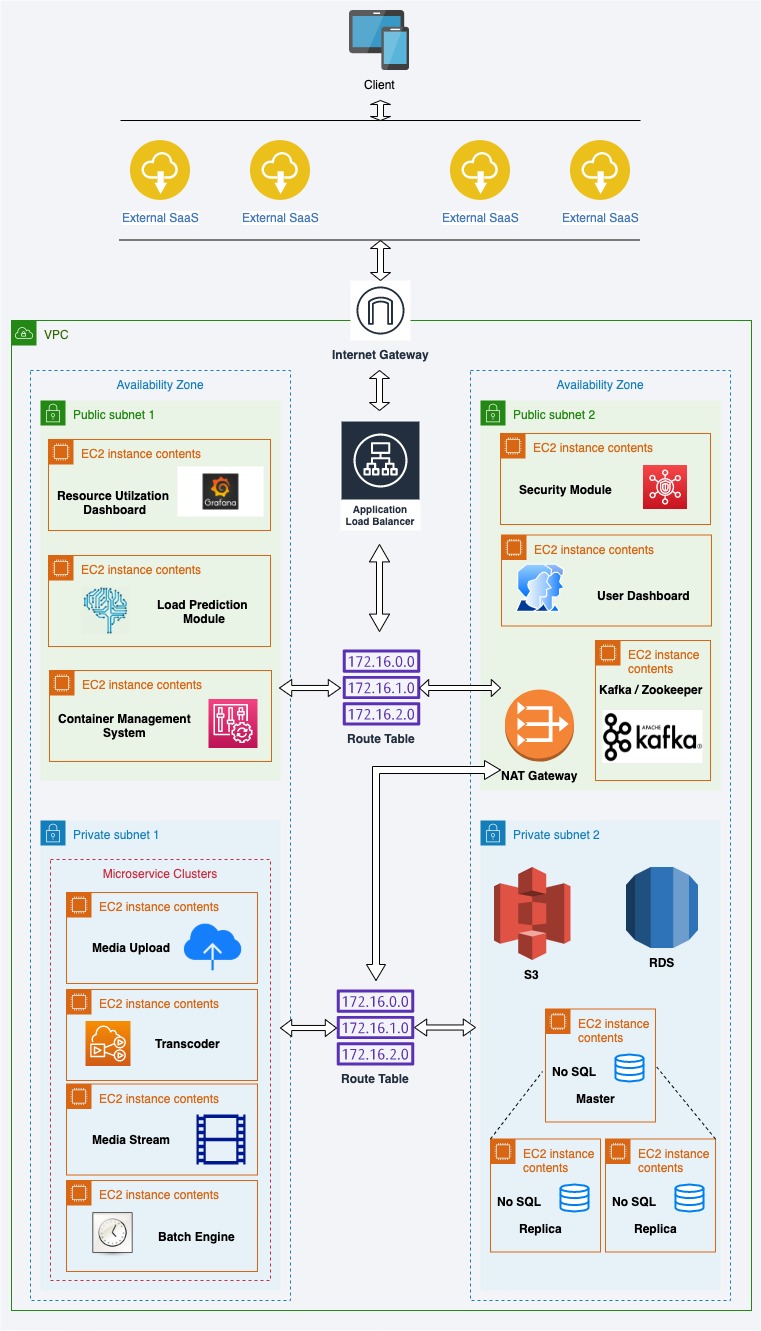 Client
External SaaS
External SaaS
External SaaS
External SaaS
VPC
Internet Gateway
Availability Zone
Public subnet 1
EC2 instance contents
Resource Utilzation
Dashboard
Grafana
EC2 instance contents
Load Prediction
Module
EC2 instance contents
Container Management
System
Application
Load Balancer
172.16.0.0
172.16.1.0
172.16.2.0
Route Table
Availability Zone
Public subnet 2
EC2 instance contents
Security Module
EC2 instance contents
User Dashboard
EC2 instance
contents
Kafka / Zookeeper
APACHE
kafka
NAT Gateway
Private subnet 1
Microservice Clusters
EC2 instance contents
Media Upload
EC2 instance contents
Transcoder
EC2 instance contents
Media Stream
EC2 instance contents
Batch Engine
172.16.0.0
172.16.1.0
172.16.2.0
Route Table
Private subnet 2
S3
RDS
EC2 instance
contents
No SQL
Master
EC2 instance
contents
No SQL
Replica
EC2 instance
contents
No SQL
Replica